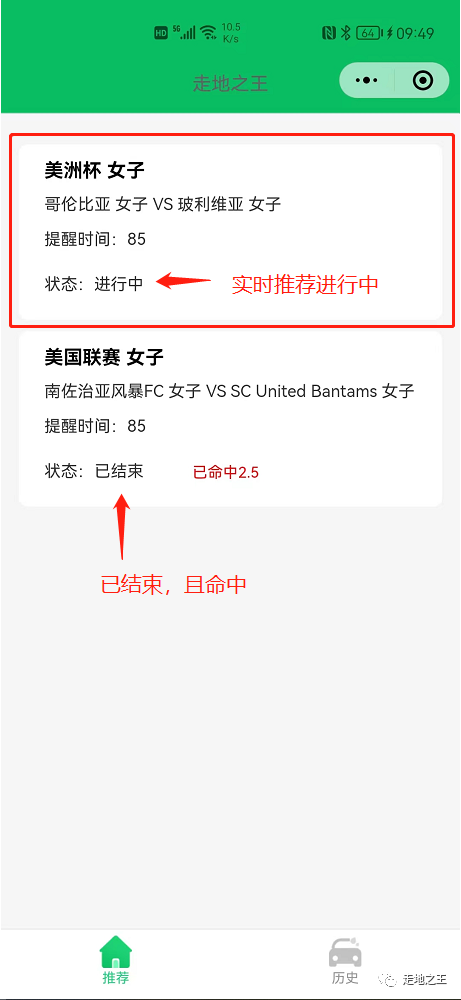 HD 5G 10.5 K/s 64 09:49
走地之王
美洲杯 女子
哥伦比亚 女子 VS 玻利维亚 女子
提醒时间：85
状态：进行中 实时推荐进行中
美国联赛 女子
南佐治亚风暴FC 女子 VS SC United Bantams 女子
提醒时间：85
状态：已结束 已命中2.5
已结束，且命中
推荐 历史 走地之王